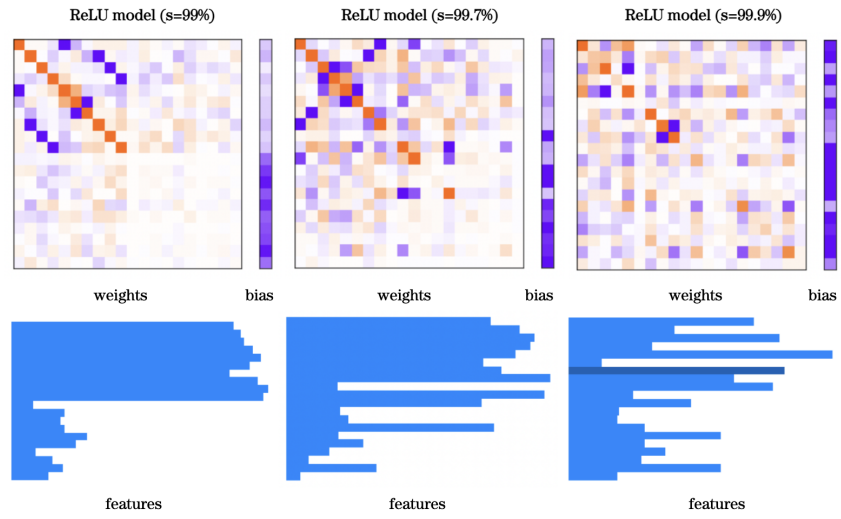 ReLU model (s=99%) ReLU model (s=99.7%) ReLU model (s=99.9%)
weights bias weights bias weights bias
features features features